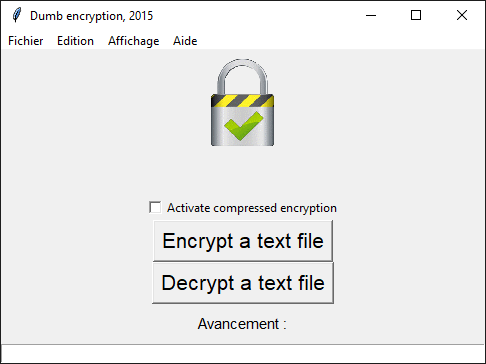 Dumb encryption, 2015
Fichier Edition Affichage Aide
Activate compressed encryption
Encrypt a text file
Decrypt a text file
Avancement :